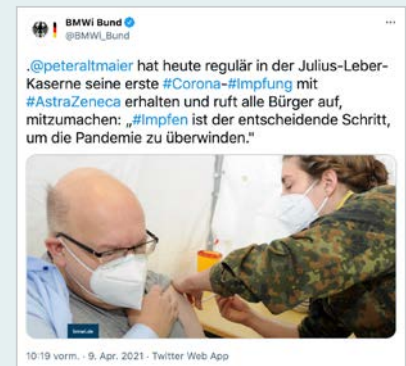 BMWi Bund
@BMWi_Bund
.@peteraltmaier hat heute regulär in der Julius-Leber-
Kaserne seine erste #Corona-#Impfung mit
#AstraZeneca erhalten und ruft alle Bürger auf,
mitzumachen: „#Impfen ist der entscheidende Schritt,
um die Pandemie zu überwinden."
10:19 vorm. · 9. Apr. 2021 · Twitter Web App